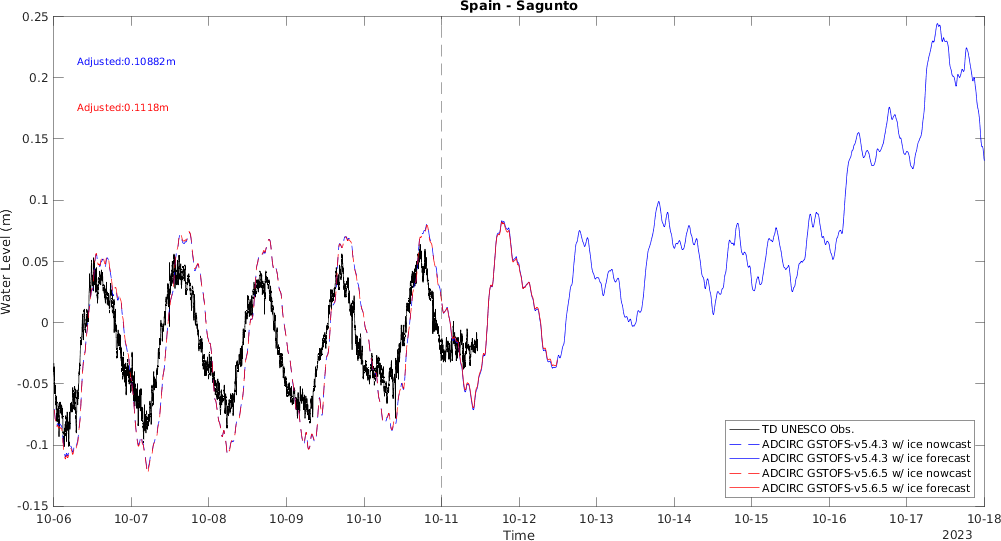 Spain - Sagunto
Adjusted:0.10882m
Adjusted:0.1118m
Water Level (m)
0.25
0.2
0.15
0.1
0.05
0
-0.05
-0.1
-0.15
TD UNESCO Obs.
ADCIRC GSTOFS-v5.4.3 w/ ice nowcast
ADCIRC GSTOFS-v5.4.3 w/ ice forecast
ADCIRC GSTOFS-v5.6.5 w/ ice nowcast
ADCIRC GSTOFS-v5.6.5 w/ ice forecast
10-06 10-07 10-08 10-09 10-10 10-11 10-12 10-13 10-14 10-15 10-16 10-17 10-18
Time
2023